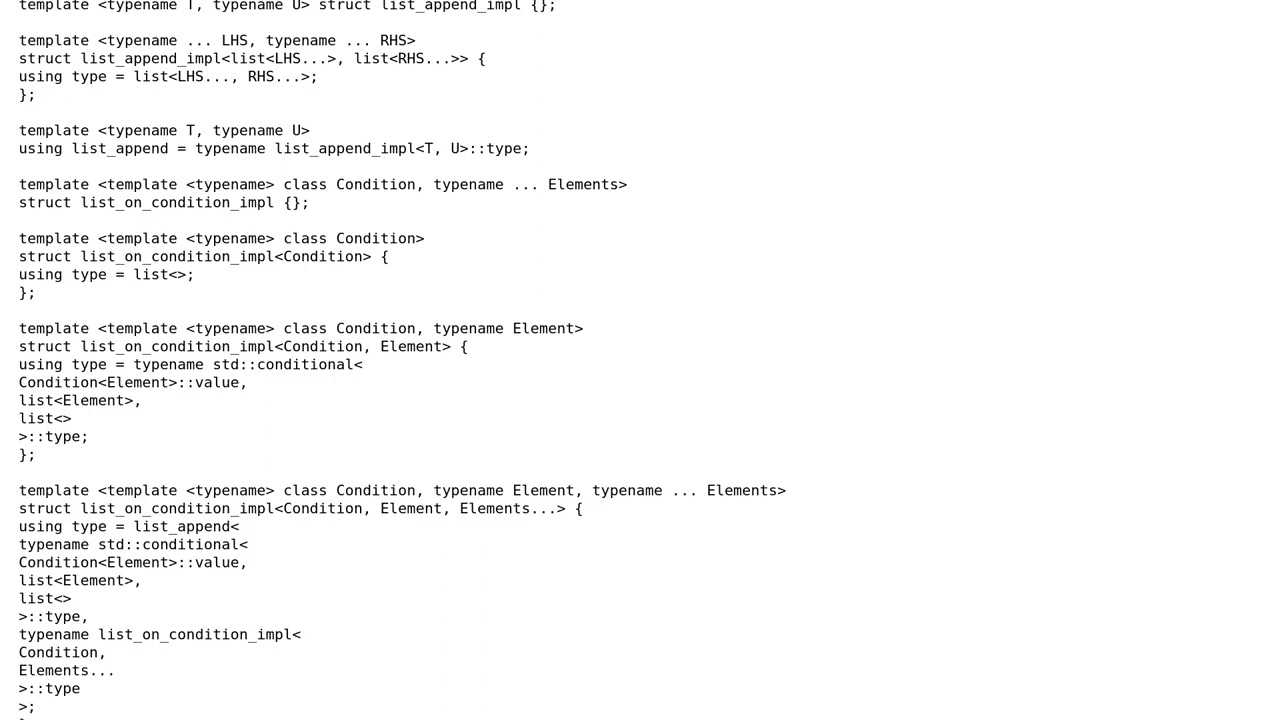 template <typename T, typename U> struct list_append_impl {};

template <typename ... LHS, typename ... RHS>
struct list_append_impl<list<LHS...>, list<RHS...>> {
using type = list<LHS..., RHS...>;
};

template <typename T, typename U>
using list_append = typename list_append_impl<T, U>::type;

template <template <typename> class Condition, typename ... Elements>
struct list_on_condition_impl {};

template <template <typename> class Condition>
struct list_on_condition_impl<Condition> {
using type = list<>;
};

template <template <typename> class Condition, typename Element>
struct list_on_condition_impl<Condition, Element> {
using type = typename std::conditional<
Condition<Element>::value,
list<Element>,
list<>
>::type;
};

template <template <typename> class Condition, typename Element, typename ... Elements>
struct list_on_condition_impl<Condition, Element, Elements...> {
using type = list_append<
typename std::conditional<
Condition<Element>::value,
list<Element>,
list<>
>::type,
typename list_on_condition_impl<
Condition,
Elements...
>::type
>;